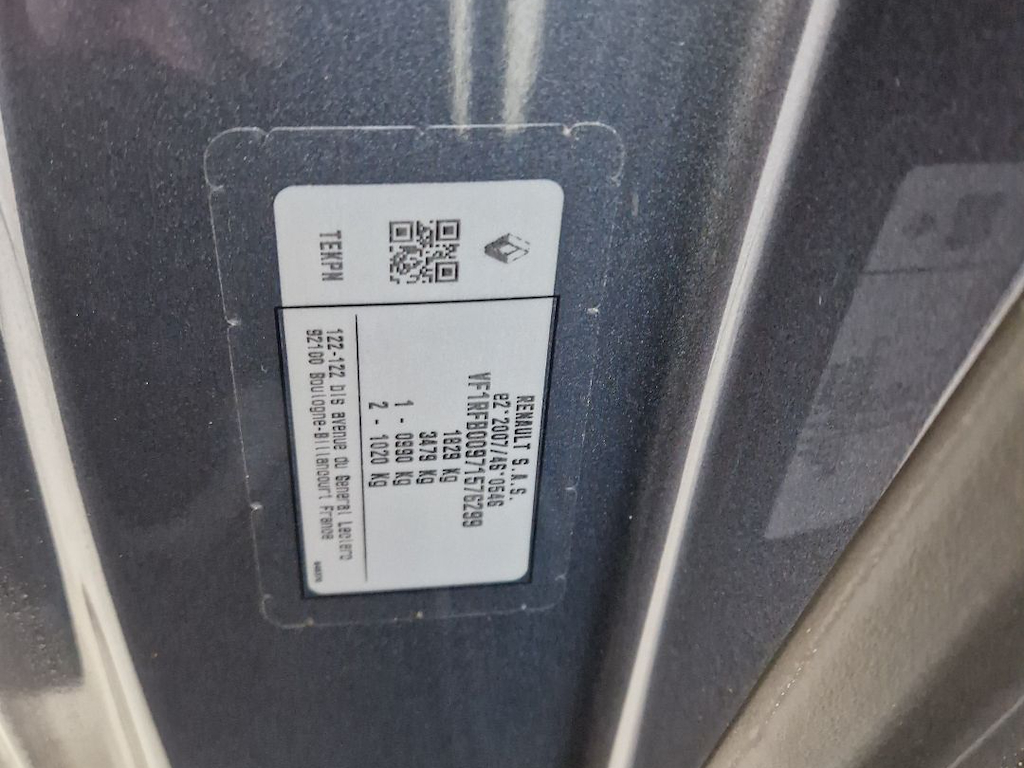 TEKPN
RENAULT S.A.S.
e2*2007/46*0546
VF1RFB00971576299
1829 KG
3479 KG
1 - 0990 KG
2 - 1020 KG
122-122 bis avenue du General Leclerc
92100 Boulogne-Billancourt France